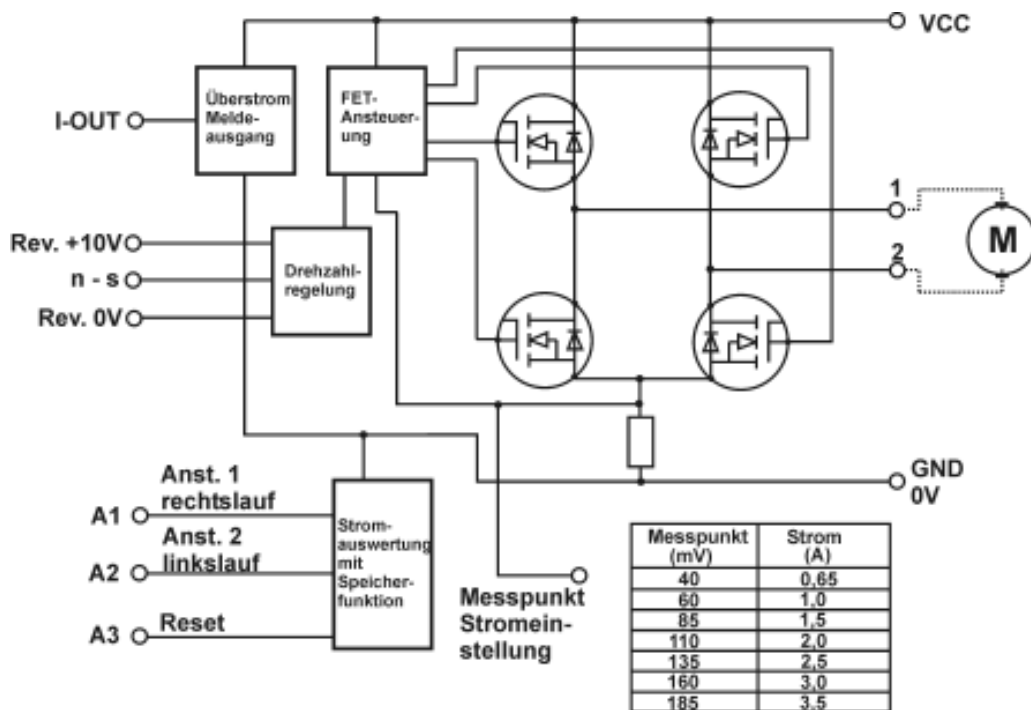 VCC
Überstrom
Melde-
ausgang
FET-
Ansteuer-
ung
I-OUT
Rev. +10V
n - s
Rev. 0V
Drehzahl-
regelung
1
2
M
GND
0V
Anst. 1
rechtslauf
A1
Anst. 2
linkslauf
A2
Reset
A3
Strom-
auswertung
mit
Speicher-
funktion
Messpunkt
Stromein-
stellung
Messpunkt Strom
(mV) (A)
40 0,65
60 1,0
85 1,5
110 2,0
135 2,5
160 3,0
185 3,5